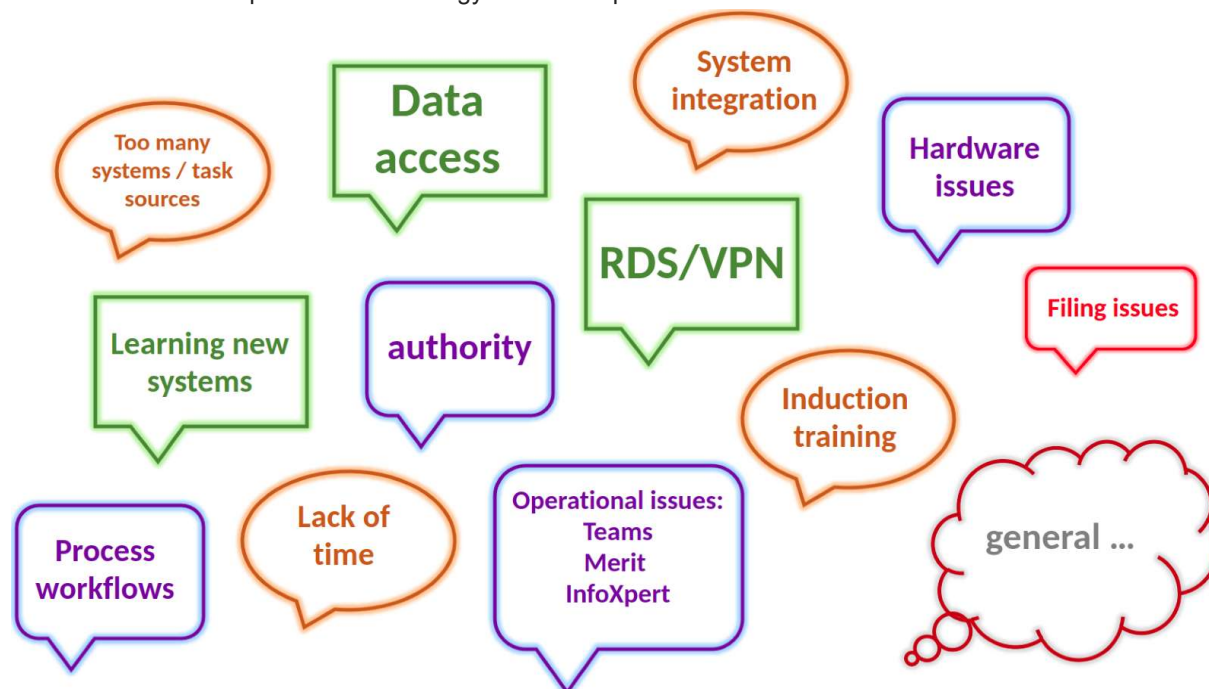 System
integration
Data
access
Too many
systems / task
sources
Hardware
issues
RDS/VPN
Filing issues
Learning new
systems
authority
Induction
training
Operational issues:
Teams
Merit
InfoXpert
Lack of
time
general ...
Process
workflows